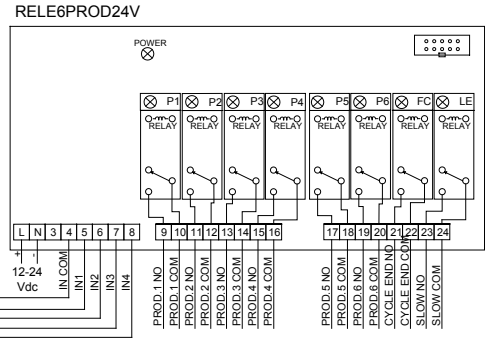 RELE6PROD24V
POWER
P1 P2 P3 P4 P5 P6 FC LE
RELAY RELAY RELAY RELAY RELAY RELAY RELAY RELAY
L N 3 4 5 6 7 8 9 10 11 12 13 14 15 16 17 18 19 20 21 22 23 24
+ -
12-24
Vdc
IN COM
IN1
IN2
IN3
IN4
PROD.1 NO
PROD.1 COM
PROD.2 NO
PROD.2 COM
PROD.3 NO
PROD.3 COM
PROD.4 NO
PROD.4 COM
PROD.5 NO
PROD.5 COM
PROD.6 NO
PROD.6 COM
CYCLE END NO
CYCLE END COM
SLOW NO
SLOW COM